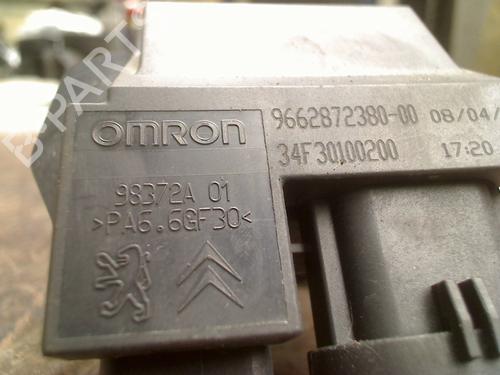 B-PARTS
OMRON
98372A 01
>PA6.6GF30<
9662872380-00 08/04/
34F30100200 17:20